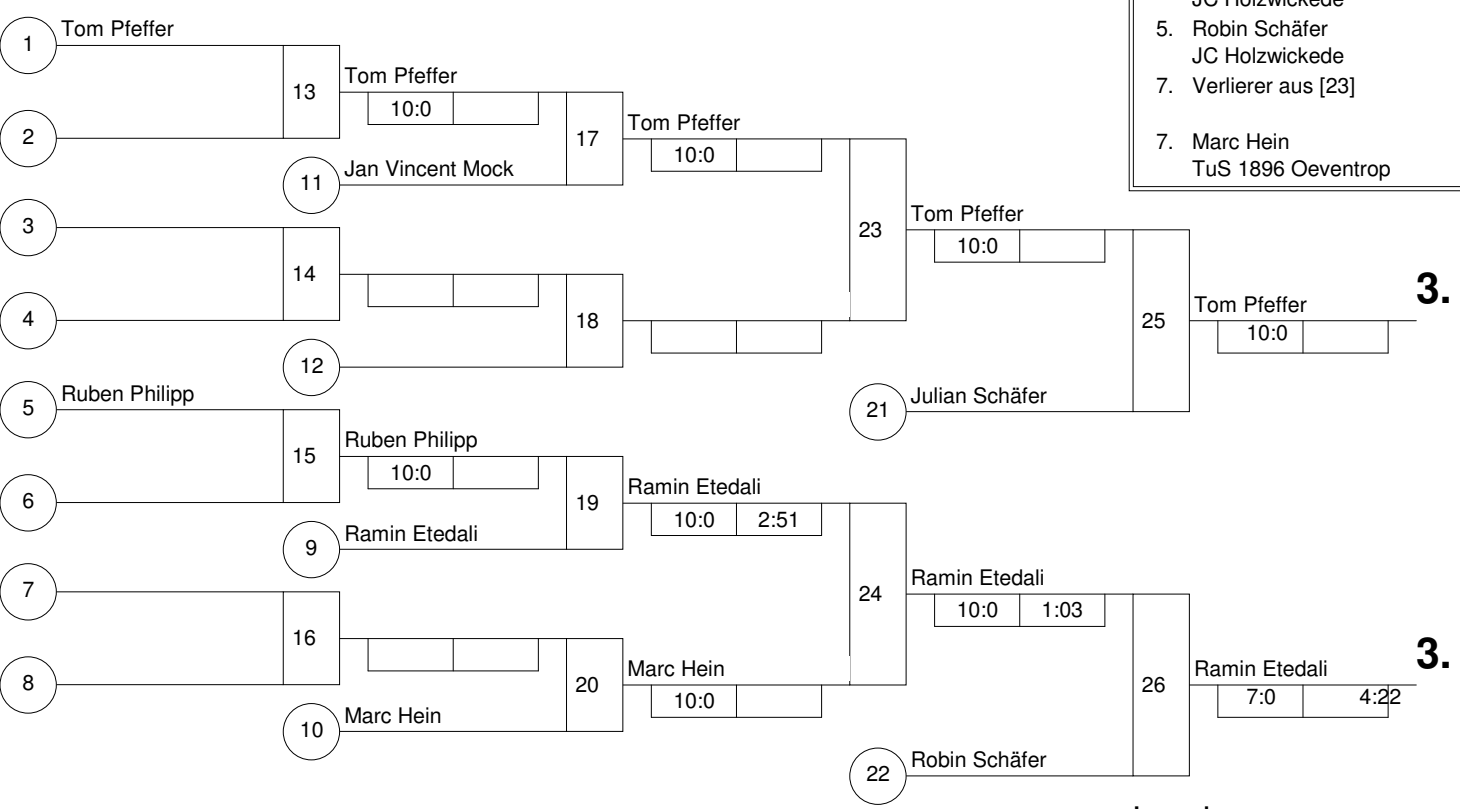 JC Holzwickede
5. Robin Schäfer
JC Holzwickede
7. Verlierer aus [23]
7. Marc Hein
TuS 1896 Oeventrop
1 Tom Pfeffer
13
Tom Pfeffer
10:0
2
17
Tom Pfeffer
10:0
11 Jan Vincent Mock
3
23
Tom Pfeffer
10:0
14
4
18
12
25
Tom Pfeffer
10:0
3.
21 Julian Schäfer
5 Ruben Philipp
15
Ruben Philipp
10:0
6
19
Ramin Etedali
10:0 2:51
9 Ramin Etedali
7
24
Ramin Etedali
10:0 1:03
16
8
20
Marc Hein
10:0
10 Marc Hein
26
Ramin Etedali
7:0 4:22
3.
22 Robin Schäfer